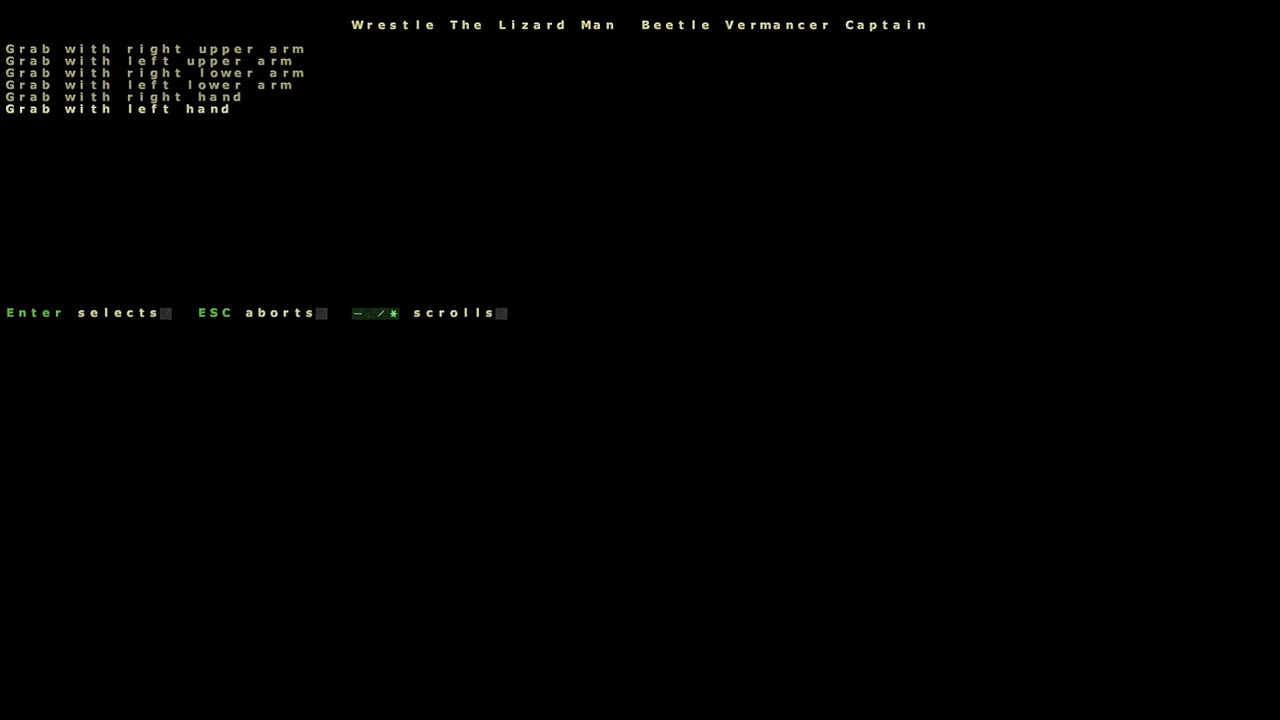 Wrestle The Lizard Man  Beetle Vermancer Captain
Grab with right upper arm
Grab with left upper arm
Grab with right lower arm
Grab with left lower arm
Grab with right hand
Grab with left hand
Enter selects  ESC aborts  - /* scrolls